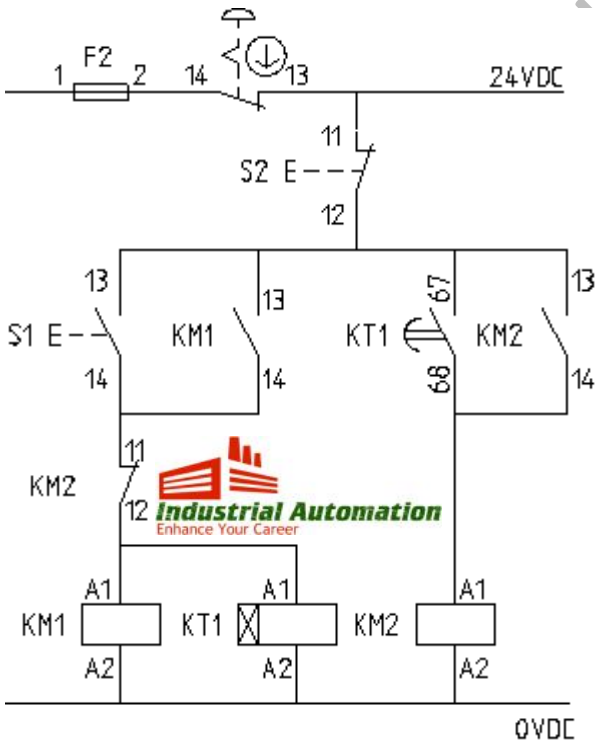 F2
1 2 14 13 24VDC
11
S2 E
12
13 13 67 13
S1 E KM1 KT1 KM2
14 14 68 14
11
KM2
12
Industrial Automation
Enhance Your Career
A1 A1 A1
KM1 KT1 KM2
A2 A2 A2
0VDC